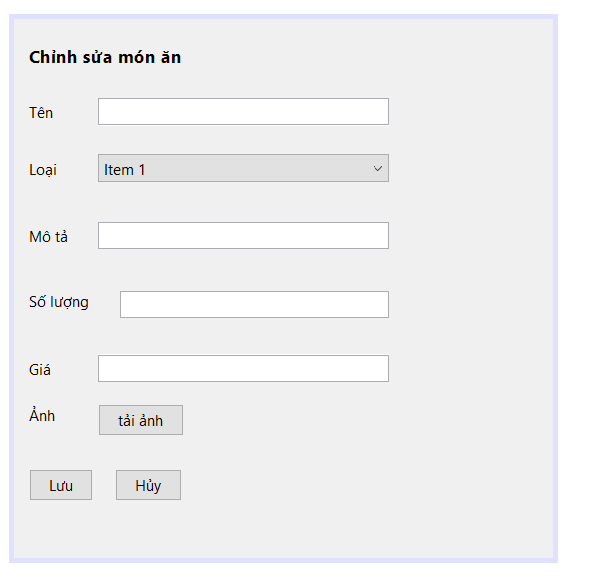 Chỉnh sửa món ăn
Tên
Loại
Item 1
Mô tả
Số lượng
Giá
Ảnh
tải ảnh
Lưu
Hủy